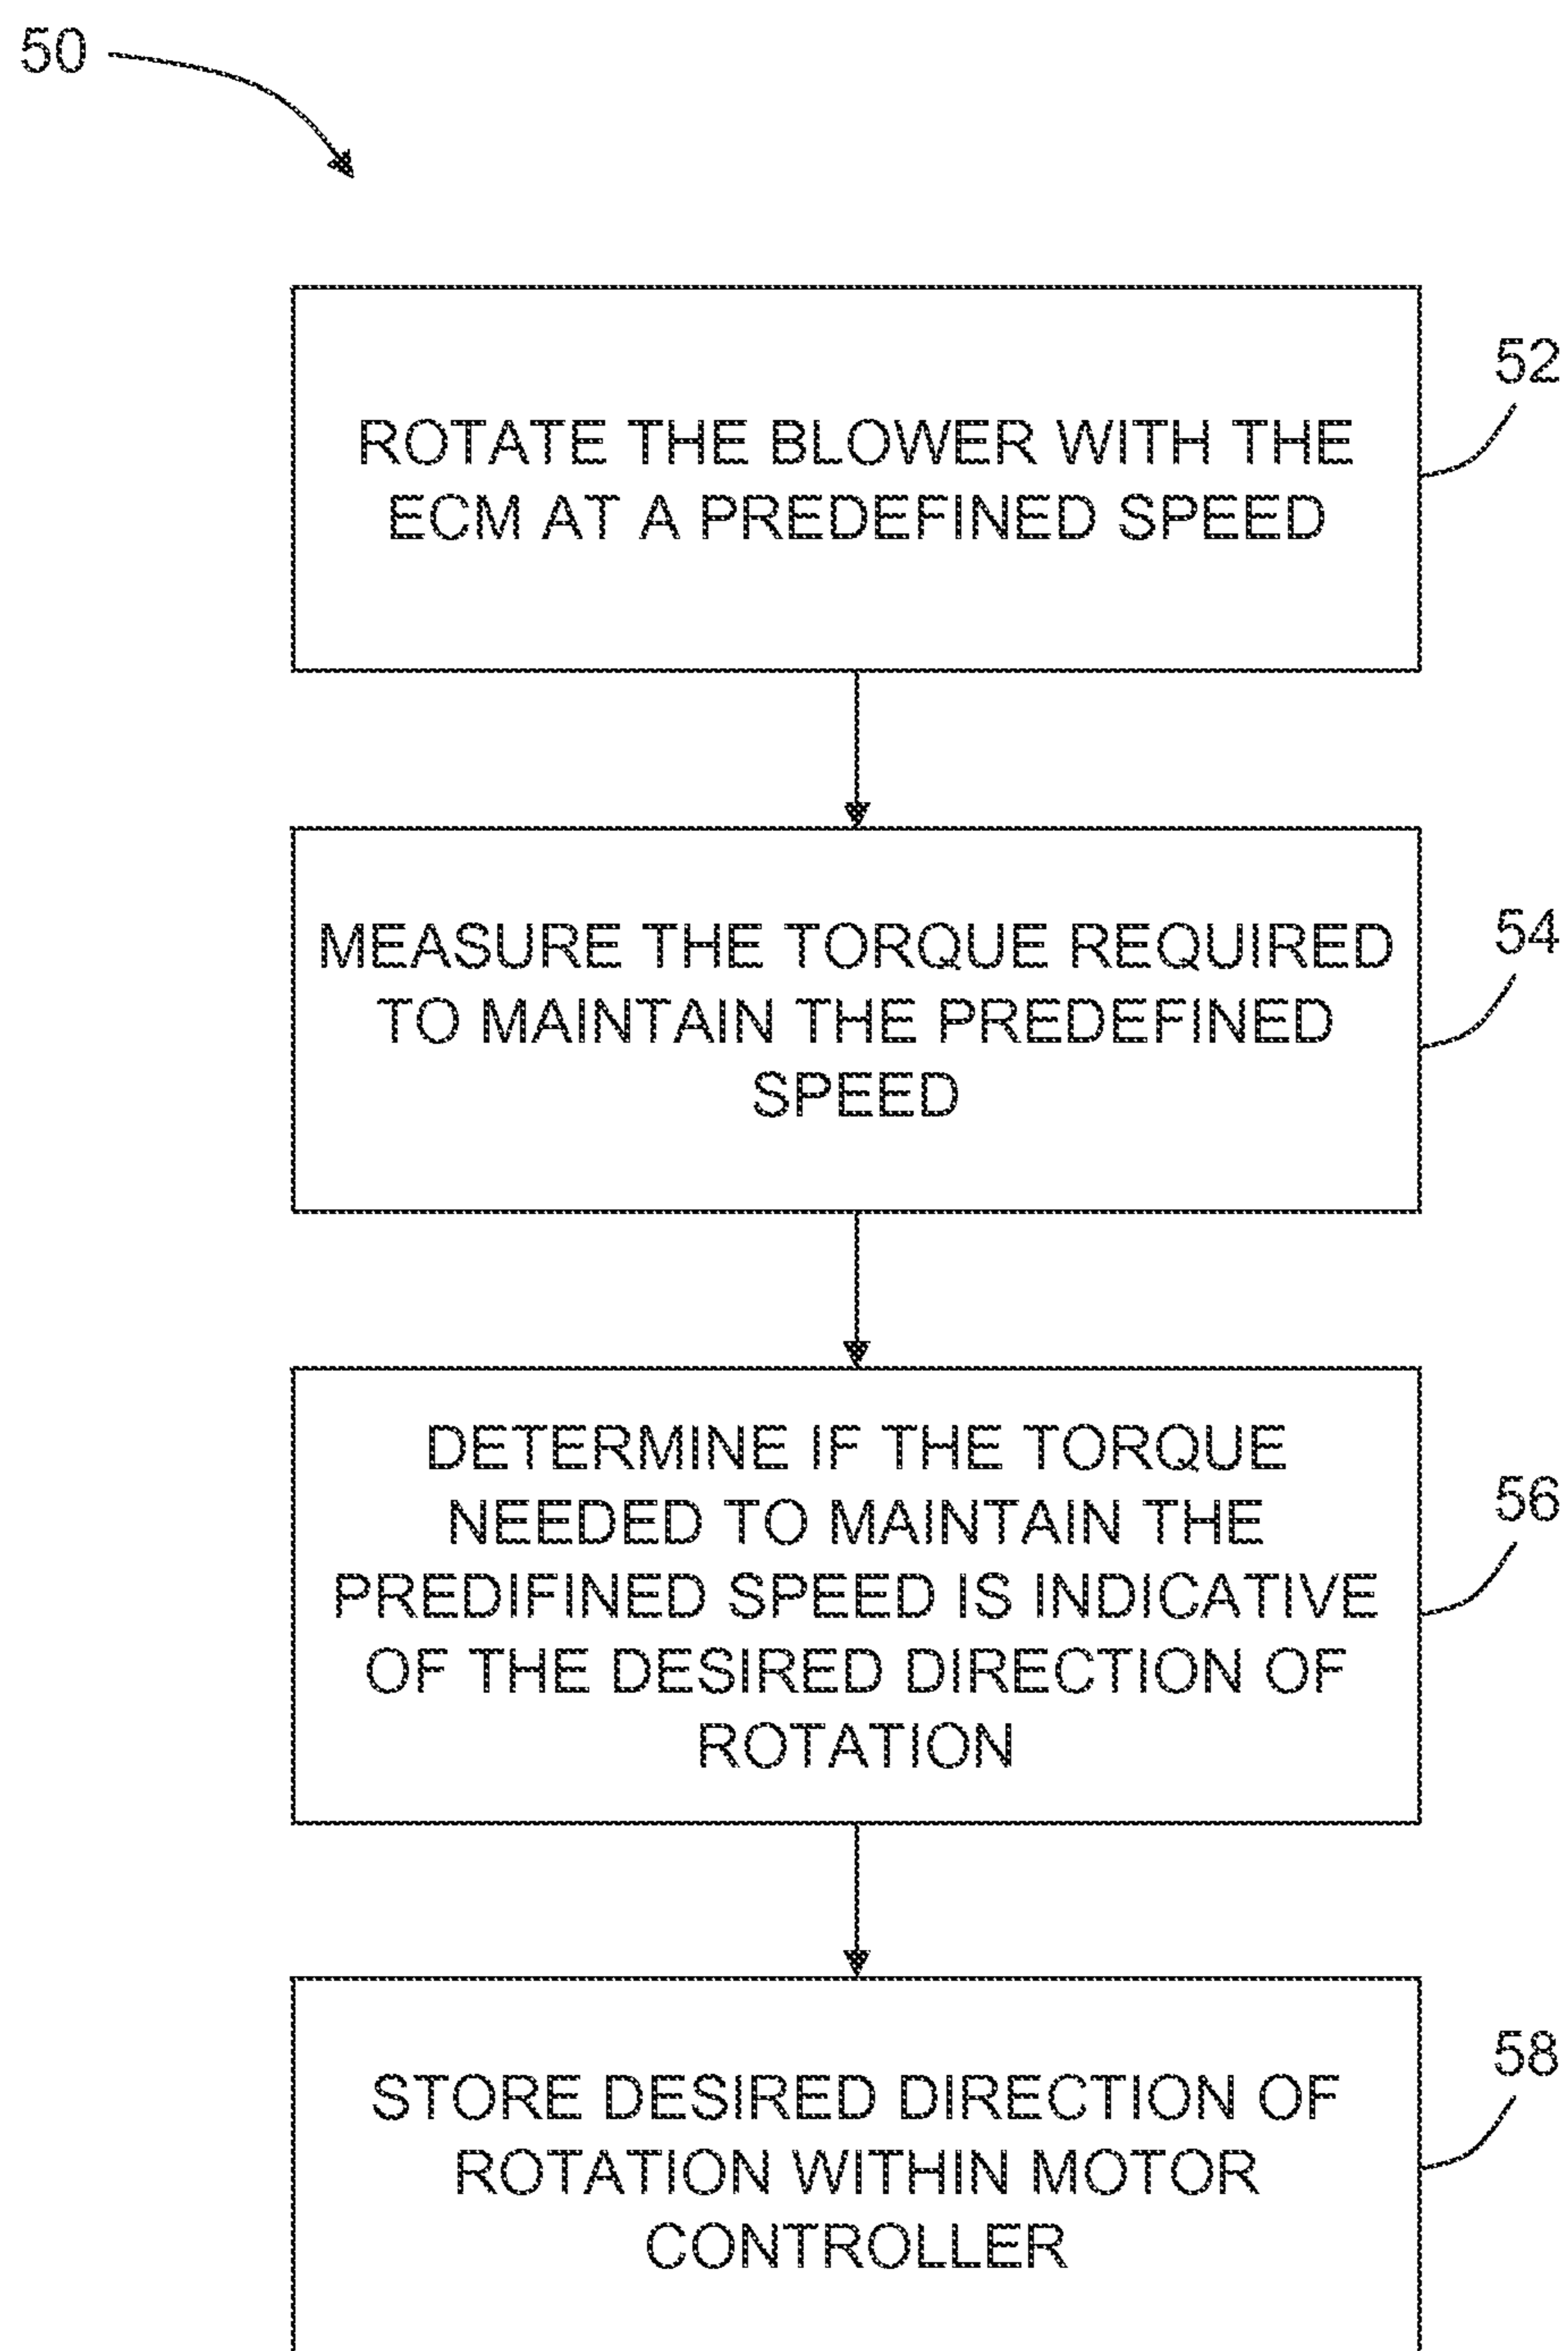 50
52
ROTATE THE BLOWER WITH THE
ECM AT A PREDEFINED SPEED
54
MEASURE THE TORQUE REQUIRED
TO MAINTAIN THE PREDEFINED
SPEED
56
DETERMINE IF THE TORQUE
NEEDED TO MAINTAIN THE
PREDIFINED SPEED IS INDICATIVE
OF THE DESIRED DIRECTION OF
ROTATION
58
STORE DESIRED DIRECTION OF
ROTATION WITHIN MOTOR
CONTROLLER